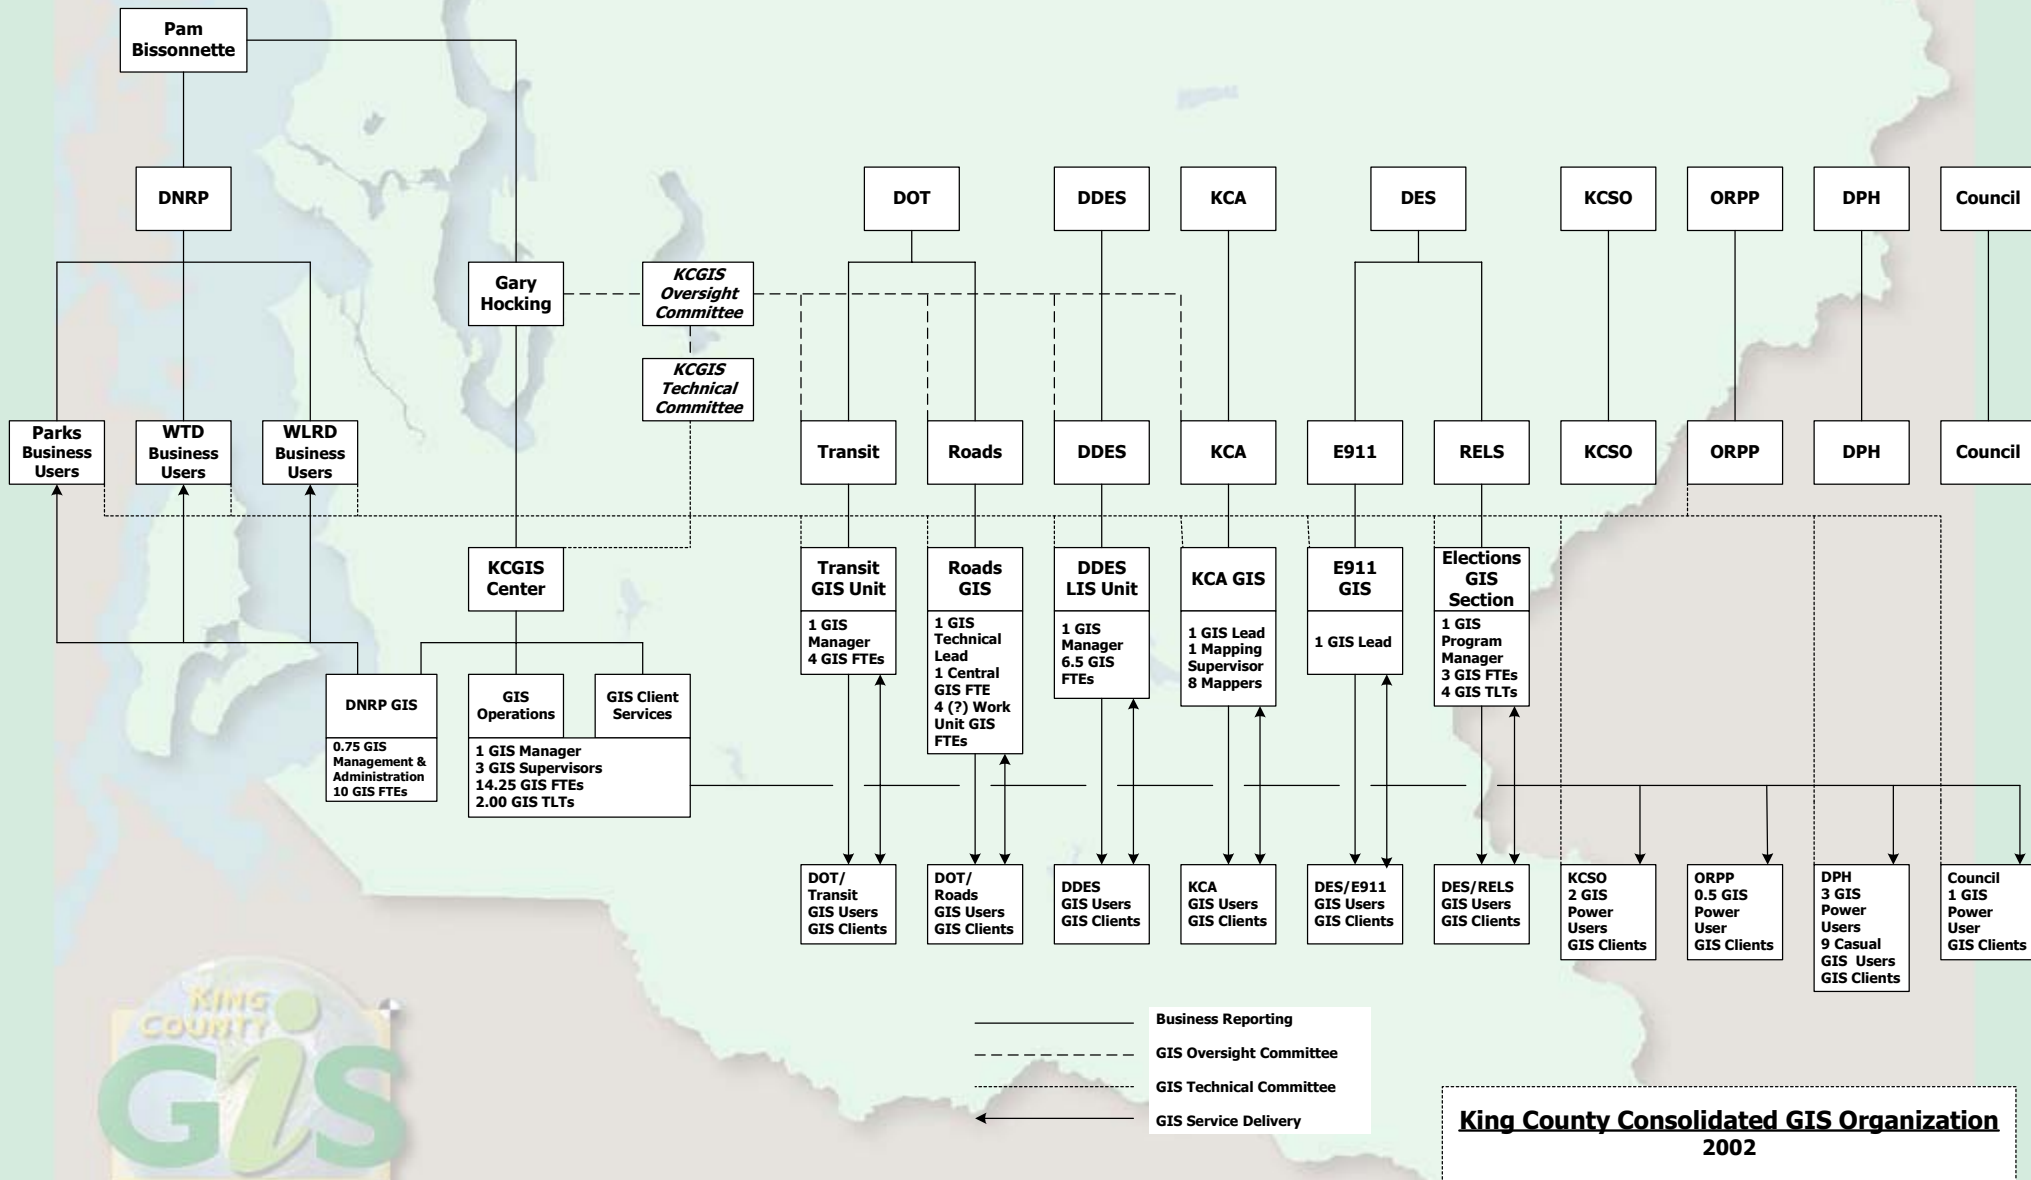 Pam
Bissonnette
DNRP
DOT
DDES
KCA
DES
KCSO
ORPP
DPH
Council
Gary
Hocking
KCGIS
Oversight
Committee
KCGIS
Technical
Committee
Parks
Business
Users
WTD
Business
Users
WLRD
Business
Users
Transit
Roads
DDES
KCA
E911
RELS
KCSO
ORPP
DPH
Council
KCGIS
Center
Transit
GIS Unit
1 GIS
Manager
4 GIS FTEs
Roads
GIS
1 GIS
Technical
Lead
1 Central
GIS FTE
4 (?) Work
Unit GIS
FTEs
DDES
LIS Unit
1 GIS
Manager
6.5 GIS
FTEs
KCA GIS
1 GIS Lead
1 Mapping
Supervisor
8 Mappers
E911
GIS
1 GIS Lead
Elections
GIS
Section
1 GIS
Program
Manager
3 GIS FTEs
4 GIS TLTs
DNRP GIS
0.75 GIS
Management &
Administration
10 GIS FTEs
GIS
Operations
GIS Client
Services
1 GIS Manager
3 GIS Supervisors
14.25 GIS FTEs
2.00 GIS TLTs
DOT/
Transit
GIS Users
GIS Clients
DOT/
Roads
GIS Users
GIS Clients
DDES
GIS Users
GIS Clients
KCA
GIS Users
GIS Clients
DES/E911
GIS Users
GIS Clients
DES/RELS
GIS Users
GIS Clients
KCSO
2 GIS
Power
Users
GIS Clients
ORPP
0.5 GIS
Power
User
GIS Clients
DPH
3 GIS
Power
Users
9 Casual
GIS Users
GIS Clients
Council
1 GIS
Power
User
GIS Clients
KING
COUNTY
GIS
Business Reporting
GIS Oversight Committee
GIS Technical Committee
GIS Service Delivery
King County Consolidated GIS Organization
2002